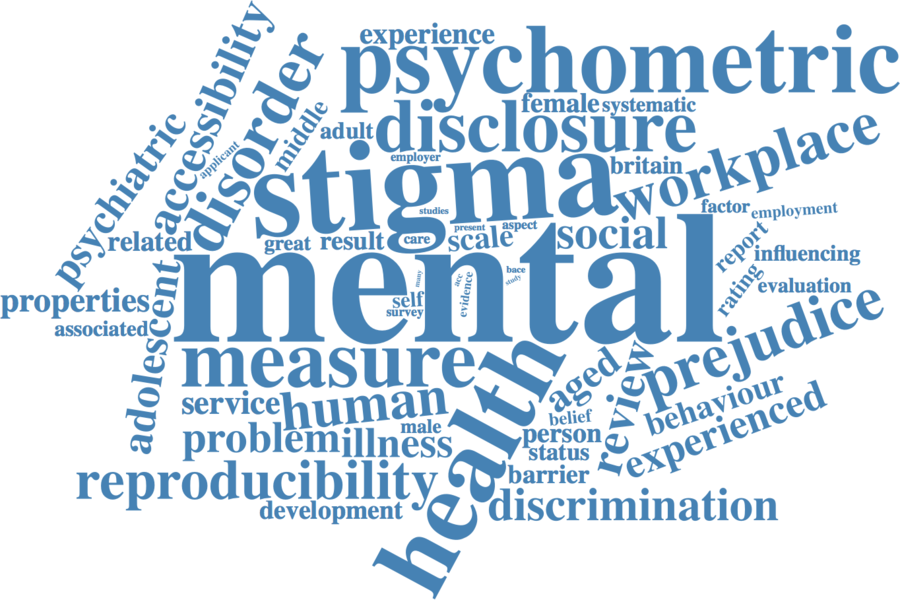 experience
psychometric
accessibility
disorder
middle
female
systematic
adult
disclosure
psychiatric
applicant
employer
stigma
britain
workplace
studies
factor
employment
related
great
result
care
present
aspect
scale
social
report
influencing
mental
many
acc
evidence
bace
study
rating
evaluation
properties
self
survey
associated
adolescent
measure
prejudice
health
aged
review
service
human
belief
behaviour
male
person
experienced
problem
illness
status
reproducibility
barrier
development
discrimination